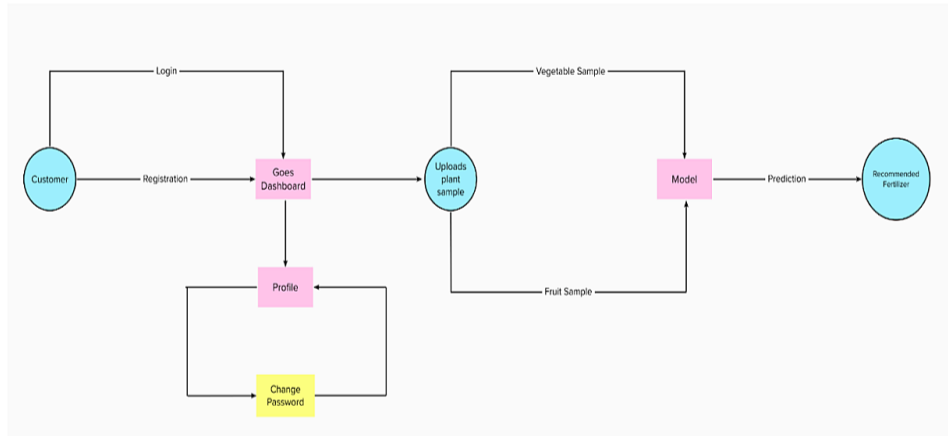 Login
Vegetable Sample
Customer
Registration
Goes
Dashboard
Uploads
plant
sample
Model
Prediction
Recommended
Fertilizer
Profile
Fruit Sample
Change
Password